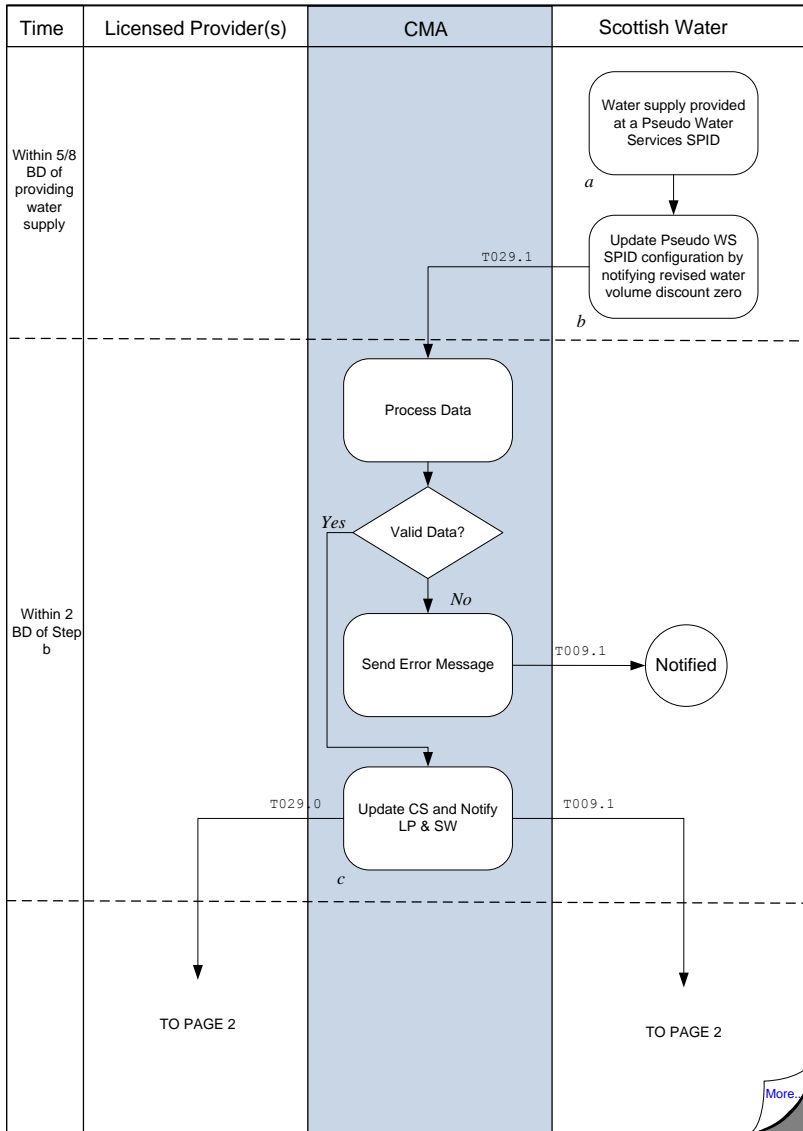 Time
Licensed Provider(s)
CMA
Scottish Water
Within 5/8
BD of
providing
water
supply
Water supply provided
at a Pseudo Water
Services SPID
a
Update Pseudo WS
SPID configuration by
notifying revised water
volume discount zero
b
T029.1
Within 2
BD of Step
b
Process Data
Valid Data?
Yes
No
Send Error Message
T009.1
Notified
T029.0
Update CS and Notify
LP & SW
T009.1
c
TO PAGE 2
TO PAGE 2
More..